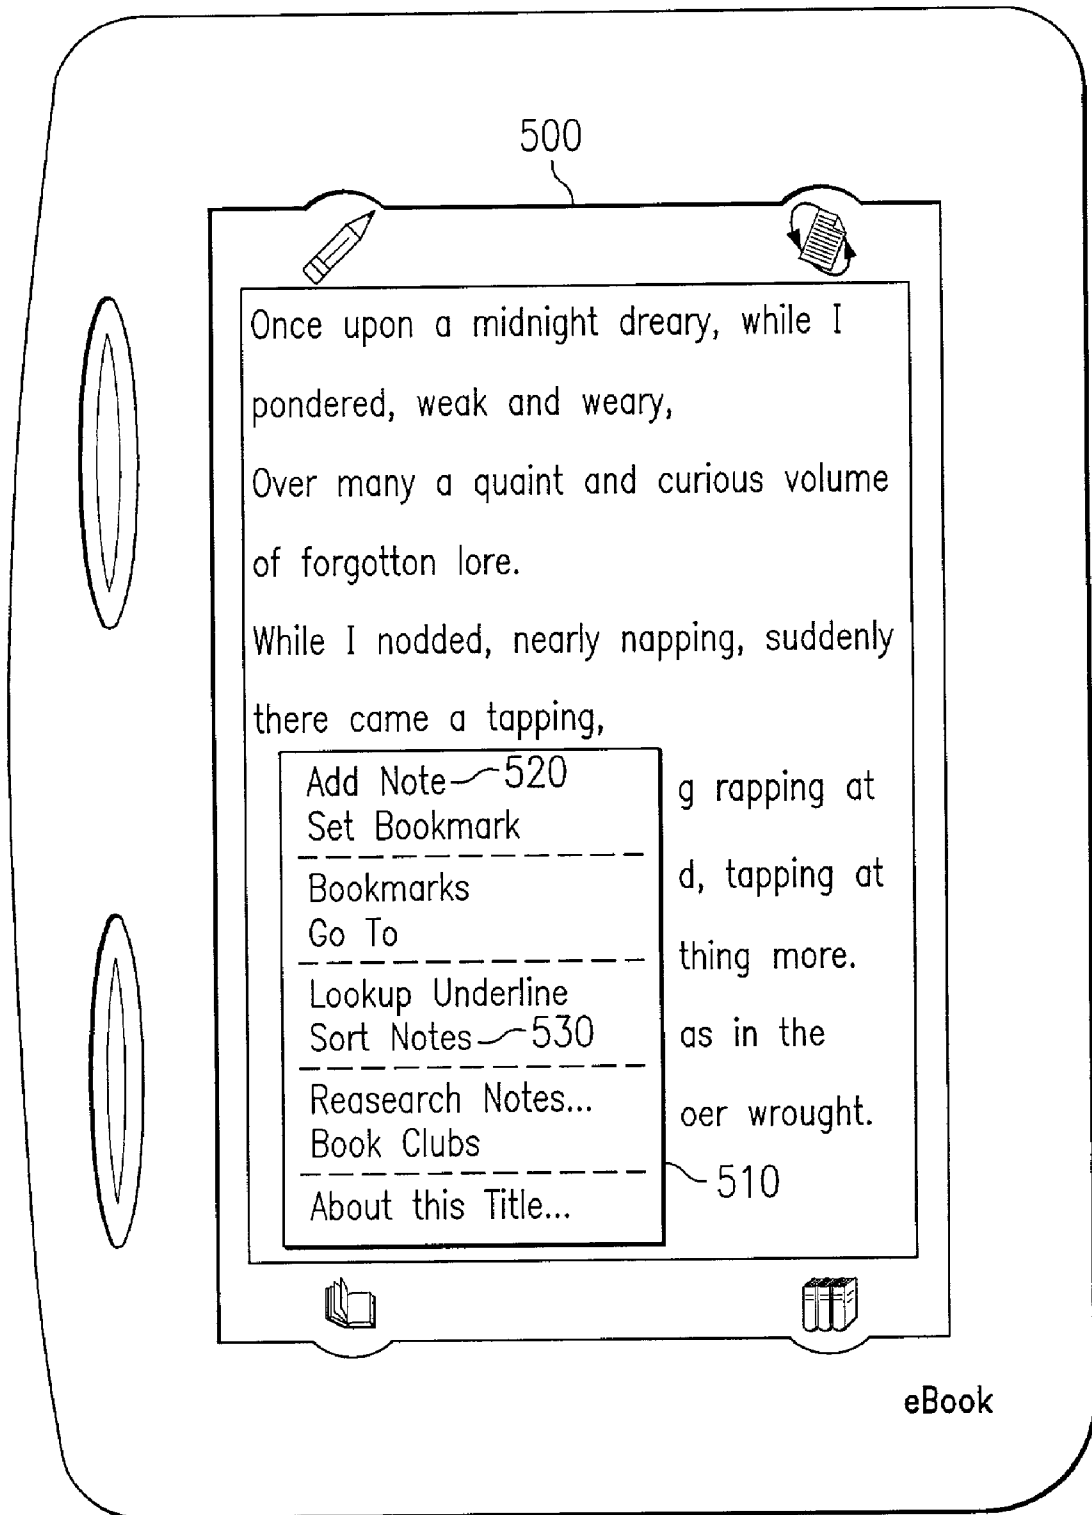 500
Once upon a midnight dreary, while I
pondered, weak and weary,
Over many a quaint and curious volume
of forgotton lore.
While I nodded, nearly napping, suddenly
there came a tapping,
Add Note 520
Set Bookmark
Bookmarks
Go To
Lookup Underline
Sort Notes 530
Reasearch Notes...
Book Clubs
About this Title...
g rapping at
d, tapping at
thing more.
as in the
oer wrought.
510
eBook